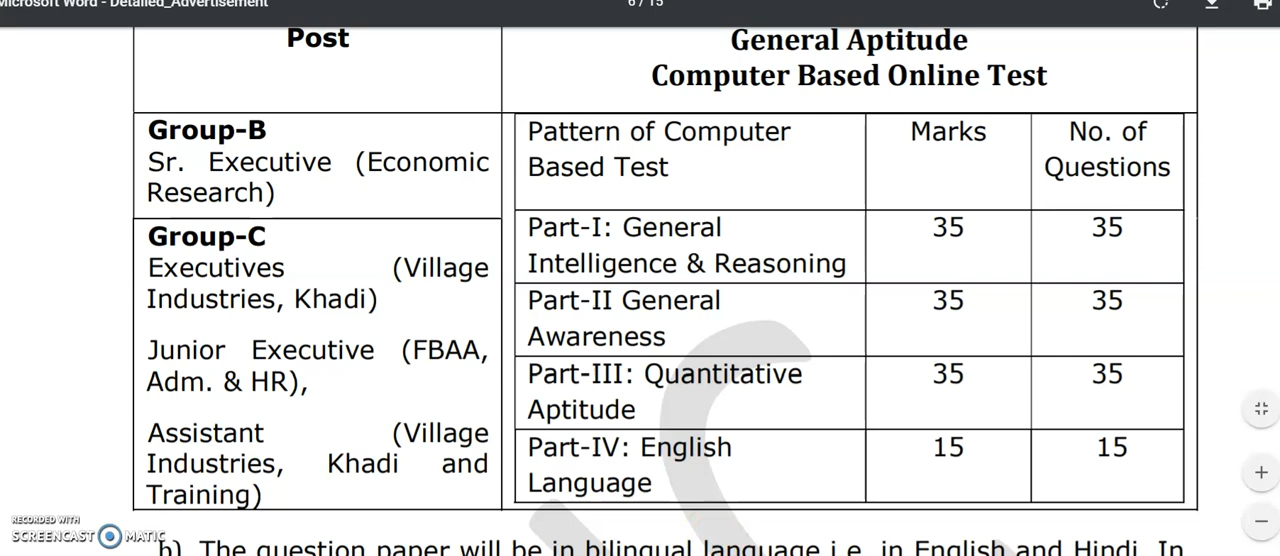 Microsoft Word - Detailed_Advertisement
6 / 15
Post
General Aptitude
Computer Based Online Test
Group-B
Sr. Executive (Economic
Research)
Group-C
Executives (Village
Industries, Khadi)
Junior Executive (FBAA,
Adm. & HR),
Assistant (Village
Industries, Khadi and
Training)
Pattern of Computer
Based Test
Marks
No. of
Questions
Part-I: General
Intelligence & Reasoning
35
35
Part-II General
Awareness
35
35
Part-III: Quantitative
Aptitude
35
35
Part-IV: English
Language
15
15
RECORDED WITH
SCREENCAST MATIC
b) The question paper will be in bilingual language i.e. in English and Hindi. In